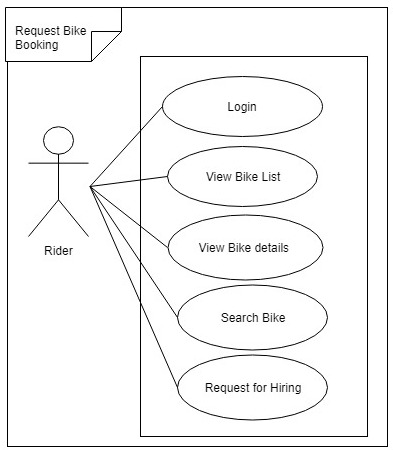 Request Bike
Booking
Login
View Bike List
View Bike details
Rider
Search Bike
Request for Hiring